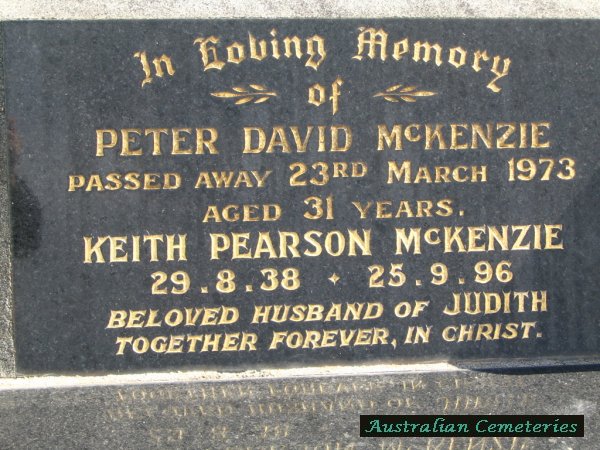 In Loving Memory
of
PETER DAVID McKENZIE
PASSED AWAY 23RD MARCH 1973
AGED 31 YEARS.
KEITH PEARSON McKENZIE
29.8.38 - 25.9.96
BELOVED HUSBAND OF JUDITH
TOGETHER FOREVER, IN CHRIST.
Australian Cemeteries